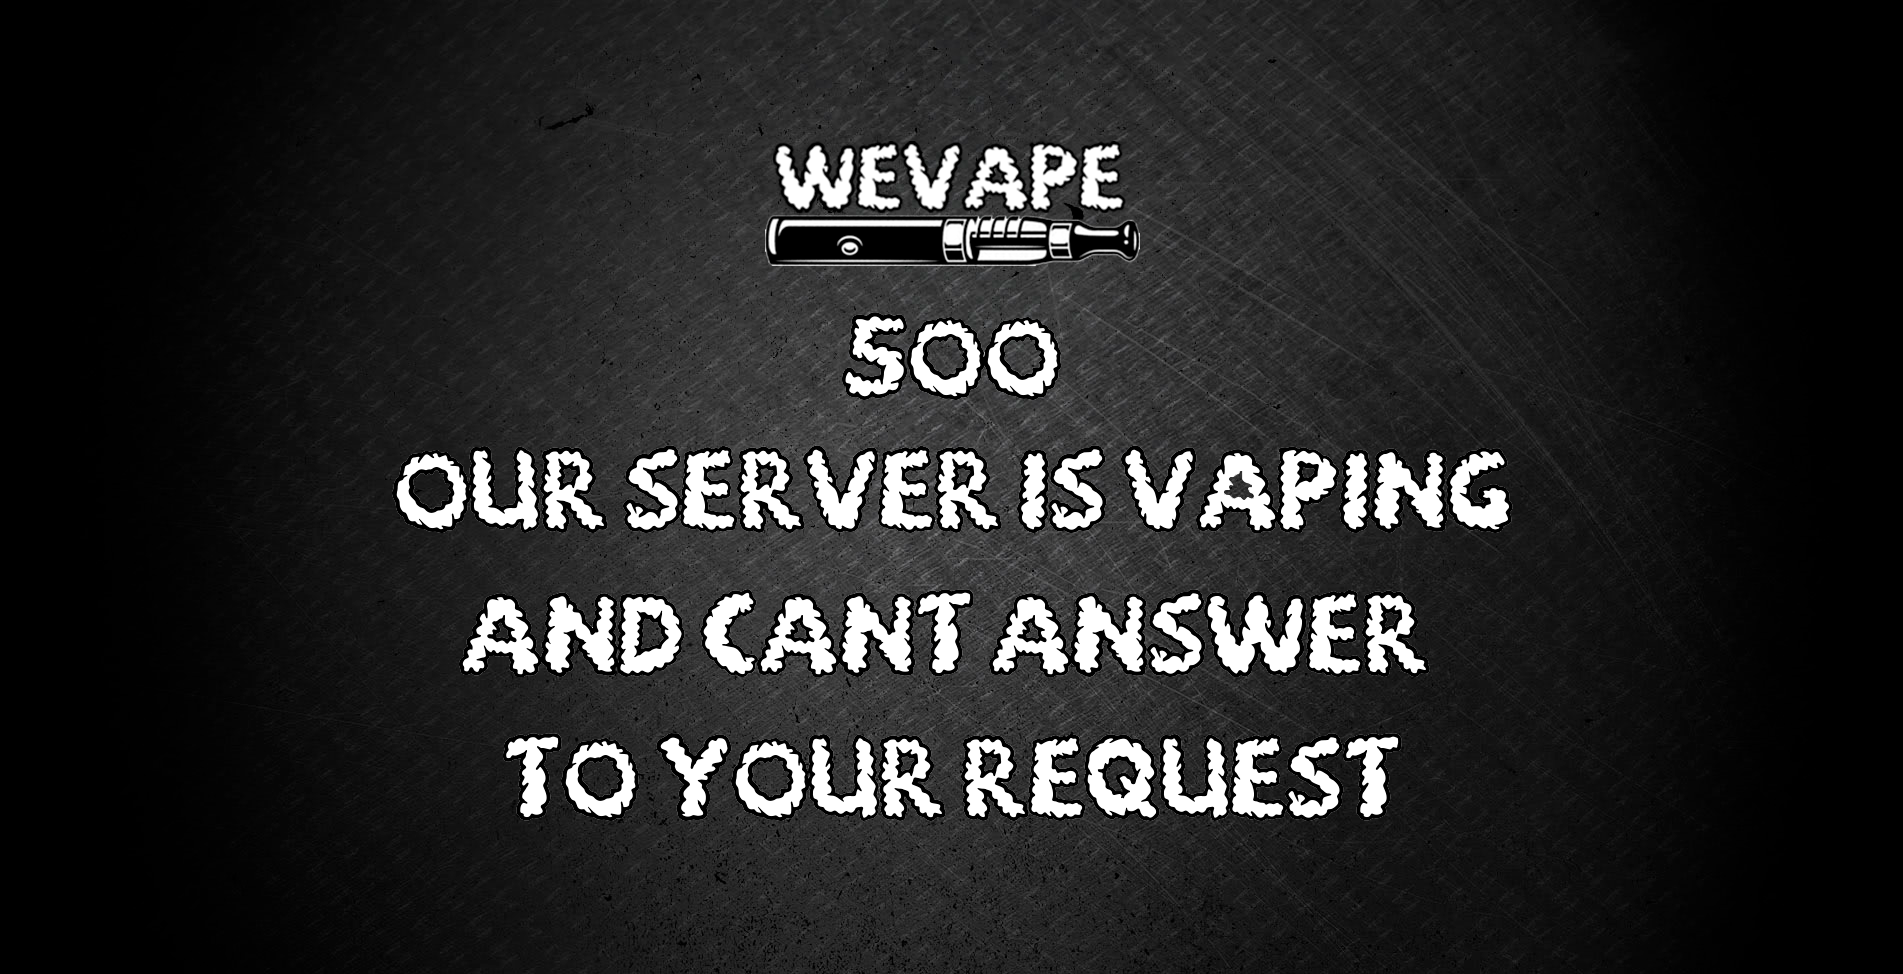 WEVAPE
500
OUR SERVER IS VAPING
AND CANT ANSWER
TO YOUR REQUEST